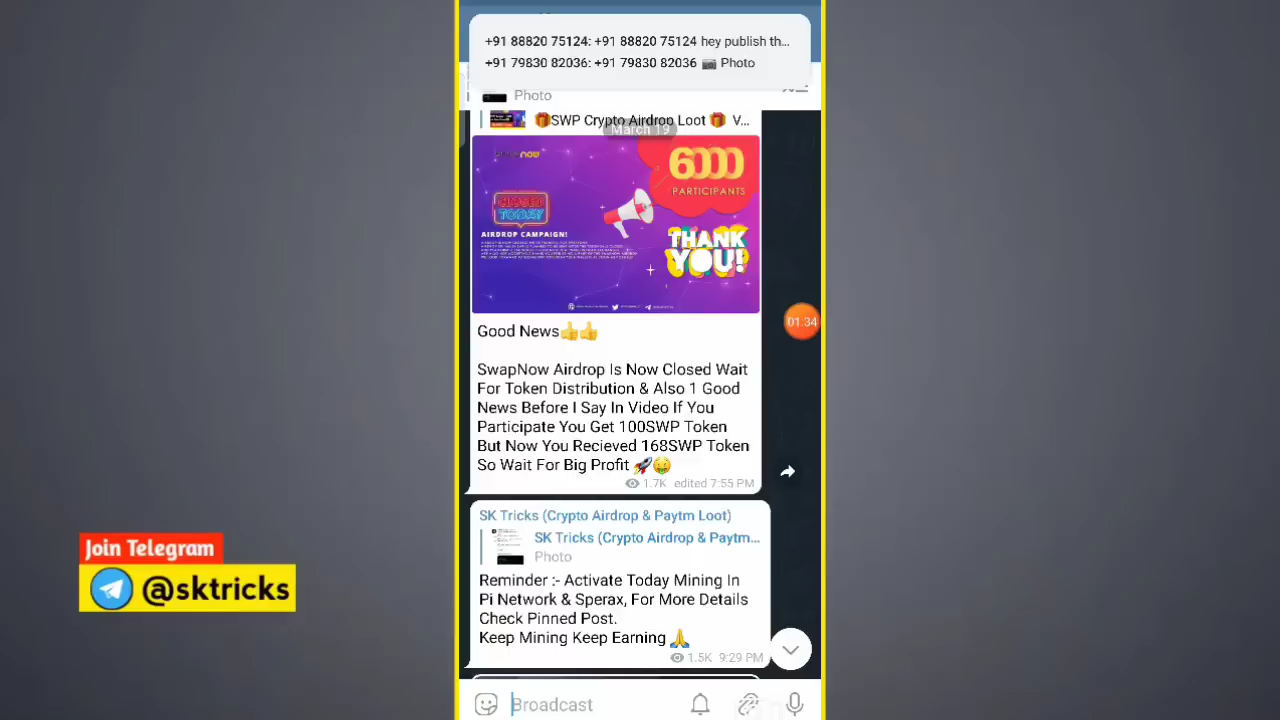 +91 88820 75124: +91 88820 75124 hey publish th...
+91 79830 82036: +91 79830 82036 📷 Photo
Photo
🎁SWP Crypto Airdrop Loot 🎁 V...
March 19
6000
PARTICIPANTS
CLOSED
TODAY
AIRDROP CAMPAIGN!
THANK
YOU!
Good News👍👍
SwapNow Airdrop Is Now Closed Wait
For Token Distribution & Also 1 Good
News Before I Say In Video If You
Participate You Get 100SWP Token
But Now You Recieved 168SWP Token
So Wait For Big Profit 🚀🤑
1.7K edited 7:55 PM
01:34
SK Tricks (Crypto Airdrop & Paytm Loot)
SK Tricks (Crypto Airdrop & Paytm...
Photo
Reminder :- Activate Today Mining In
Pi Network & Sperax, For More Details
Check Pinned Post.
Keep Mining Keep Earning 🙏
1.5K 9:29 PM
Broadcast
Join Telegram
@sktricks